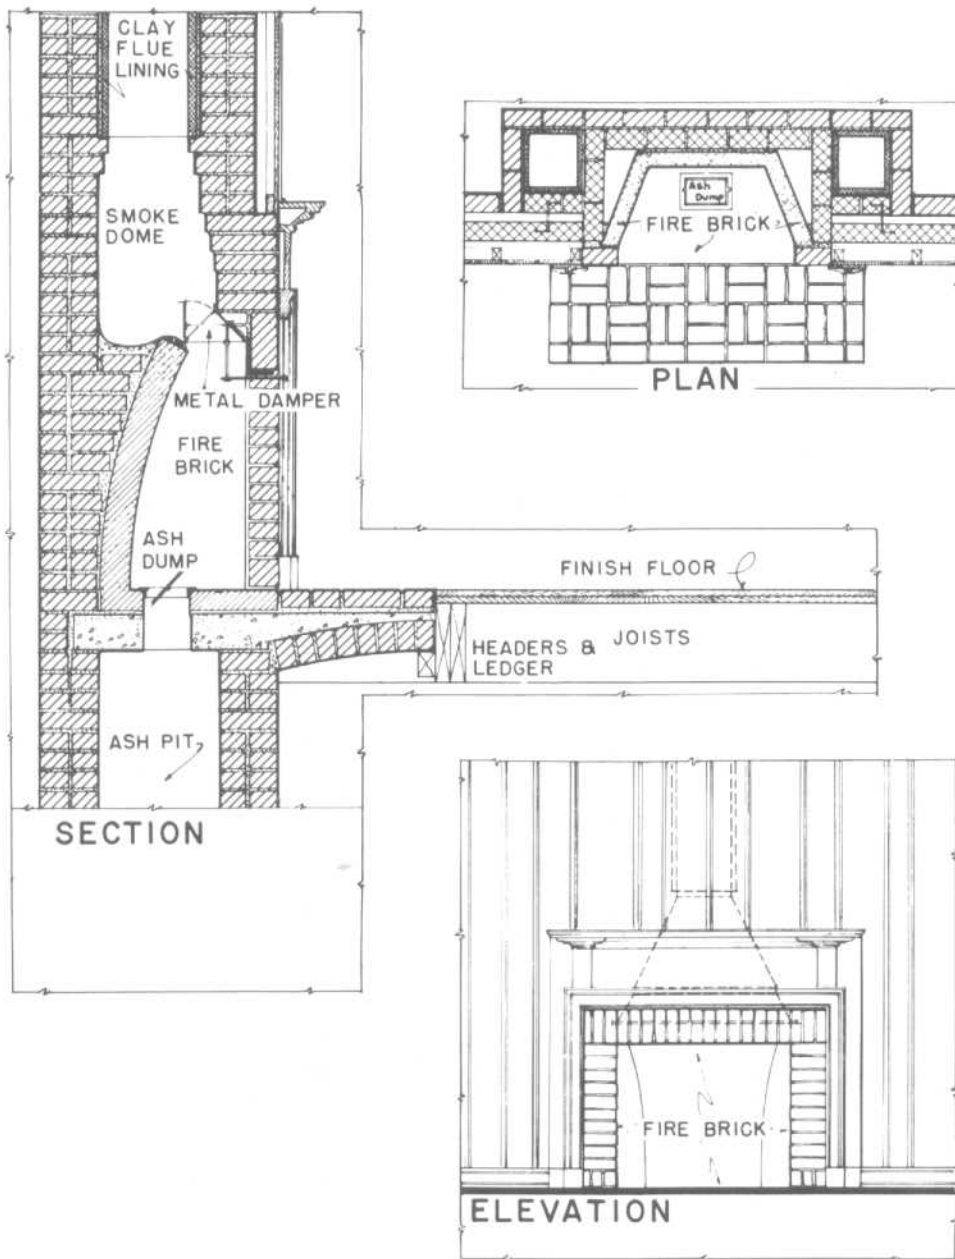 CLAY
FLUE
LINING
SMOKE
DOME
METAL DAMPER
FIRE
BRICK
ASH
DUMP
FINISH FLOOR
HEADERS &
LEDGER
JOISTS
ASH PIT
SECTION
Ash
Dump
FIRE BRICK
PLAN
FIRE BRICK
ELEVATION